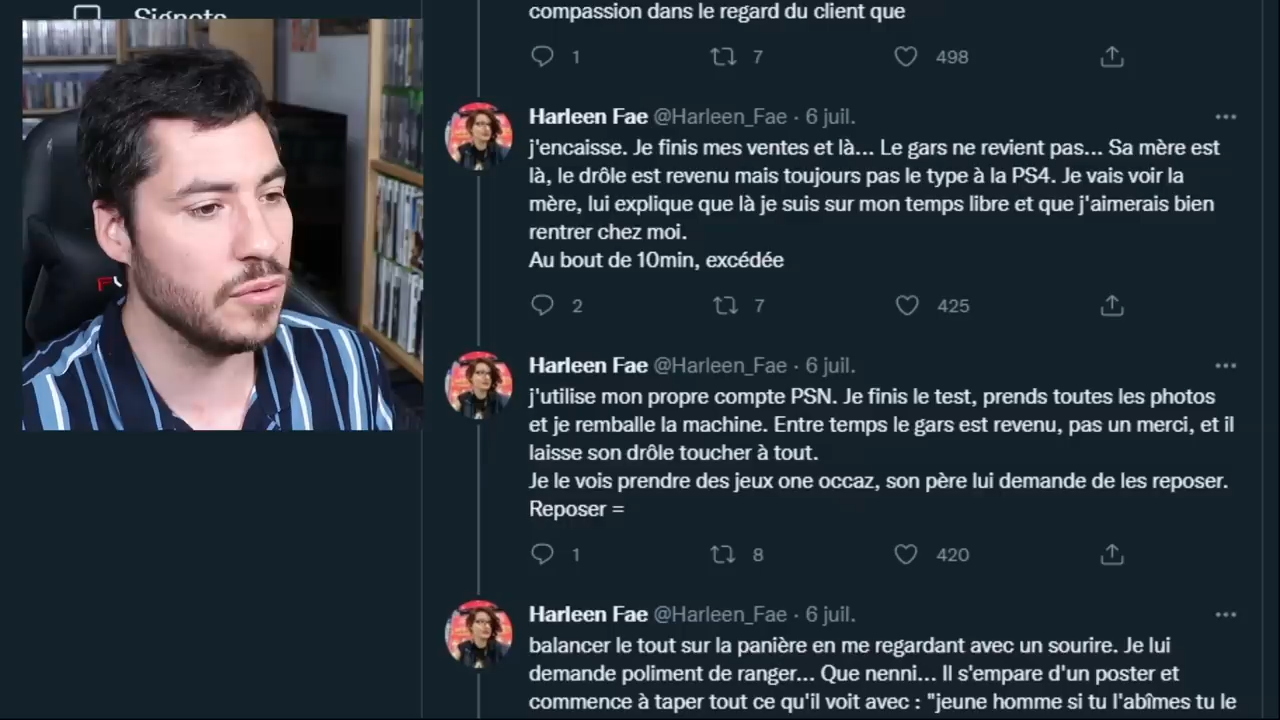 Signets
compassion dans le regard du client que
1 7 498
Harleen Fae @Harleen_Fae · 6 juil.
j'encaisse. Je finis mes ventes et là... Le gars ne revient pas... Sa mère est
là, le drôle est revenu mais toujours pas le type à la PS4. Je vais voir la
mère, lui explique que là je suis sur mon temps libre et que j'aimerais bien
rentrer chez moi.
Au bout de 10min, excédée
2 7 425
Harleen Fae @Harleen_Fae · 6 juil.
j'utilise mon propre compte PSN. Je finis le test, prends toutes les photos
et je remballe la machine. Entre temps le gars est revenu, pas un merci, et il
laisse son drôle toucher à tout.
Je le vois prendre des jeux one occaz, son père lui demande de les reposer.
Reposer =
1 8 420
Harleen Fae @Harleen_Fae · 6 juil.
balancer le tout sur la panière en me regardant avec un sourire. Je lui
demande poliment de ranger... Que nenni... Il s'empare d'un poster et
commence à taper tout ce qu'il voit avec : "jeune homme si tu l'abîmes tu le